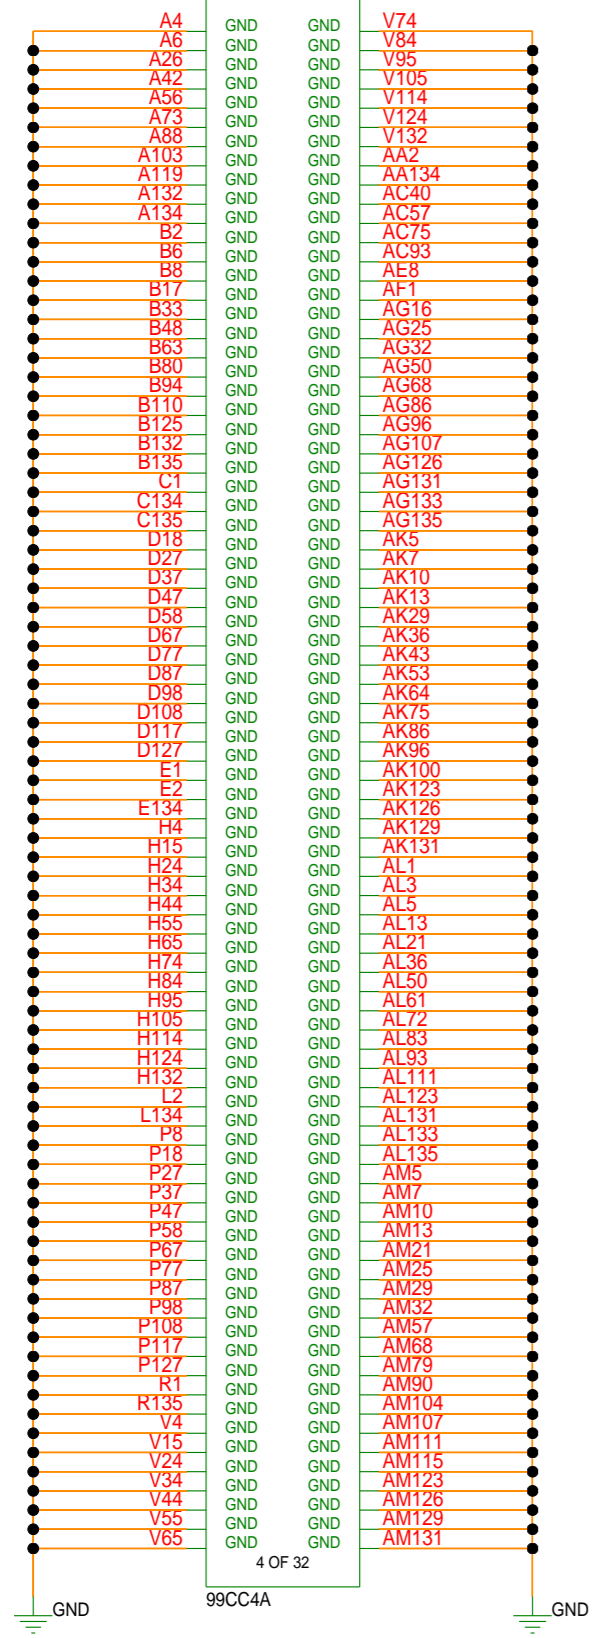 A4 GND GND V74
A6 GND GND V84
A26 GND GND V95
A42 GND GND V105
A56 GND GND V114
A73 GND GND V124
A88 GND GND V132
A103 GND GND AA2
A119 GND GND AA134
A132 GND GND AC40
A134 GND GND AC57
B2 GND GND AC75
B6 GND GND AC93
B8 GND GND AE8
B17 GND GND AF1
B33 GND GND AG16
B48 GND GND AG25
B63 GND GND AG32
B80 GND GND AG50
B94 GND GND AG68
B110 GND GND AG86
B125 GND GND AG96
B132 GND GND AG107
B135 GND GND AG126
C1 GND GND AG131
C134 GND GND AG133
C135 GND GND AG135
D18 GND GND AK5
D27 GND GND AK7
D37 GND GND AK10
D47 GND GND AK13
D58 GND GND AK29
D67 GND GND AK36
D77 GND GND AK43
D87 GND GND AK53
D98 GND GND AK64
D108 GND GND AK75
D117 GND GND AK86
D127 GND GND AK96
E1 GND GND AK100
E2 GND GND AK123
E134 GND GND AK126
H4 GND GND AK129
H15 GND GND AK131
H24 GND GND AL1
H34 GND GND AL3
H44 GND GND AL5
H55 GND GND AL13
H65 GND GND AL21
H74 GND GND AL36
H84 GND GND AL50
H95 GND GND AL61
H105 GND GND AL72
H114 GND GND AL83
H124 GND GND AL93
H132 GND GND AL111
L2 GND GND AL123
L134 GND GND AL131
P8 GND GND AL133
P18 GND GND AL135
P27 GND GND AM5
P37 GND GND AM7
P47 GND GND AM10
P58 GND GND AM13
P67 GND GND AM21
P77 GND GND AM25
P87 GND GND AM29
P98 GND GND AM32
P108 GND GND AM57
P117 GND GND AM68
P127 GND GND AM79
R1 GND GND AM90
R135 GND GND AM104
V4 GND GND AM107
V15 GND GND AM111
V24 GND GND AM115
V34 GND GND AM123
V44 GND GND AM126
V55 GND GND AM129
V65 GND GND AM131
4 OF 32
99CC4A
GND GND